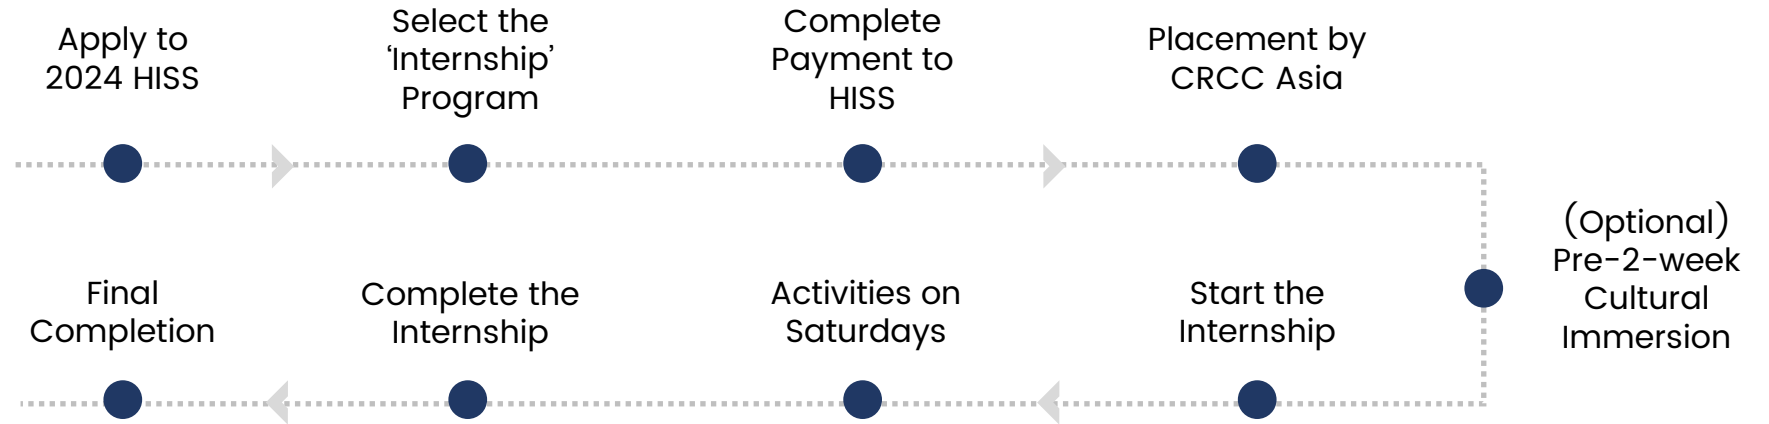 Apply to
2024 HISS
Select the
‘Internship’
Program
Complete
Payment to
HISS
Placement by
CRCC Asia
(Optional)
Pre-2-week
Cultural
Immersion
Start the
Internship
Activities on
Saturdays
Complete the
Internship
Final
Completion